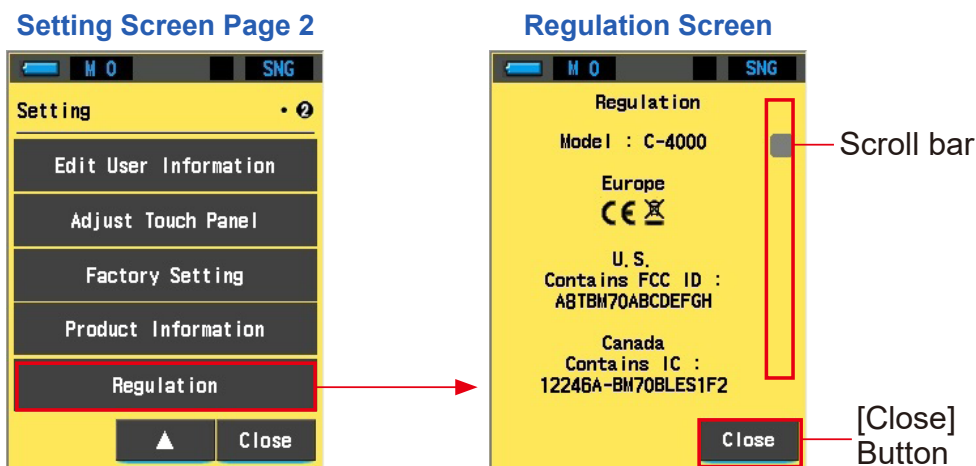 Setting Screen Page 2
M 0 SNG
Setting • ❷
Edit User Information
Adjust Touch Panel
Factory Setting
Product Information
Regulation
▲ Close
Regulation Screen
M 0 SNG
Regulation
Model : C-4000
Europe
CE
U.S.
Contains FCC ID :
A8TBM70ABCDEFGH
Canada
Contains IC :
12246A-BM70BLES1F2
Close
Scroll bar
[Close]
Button